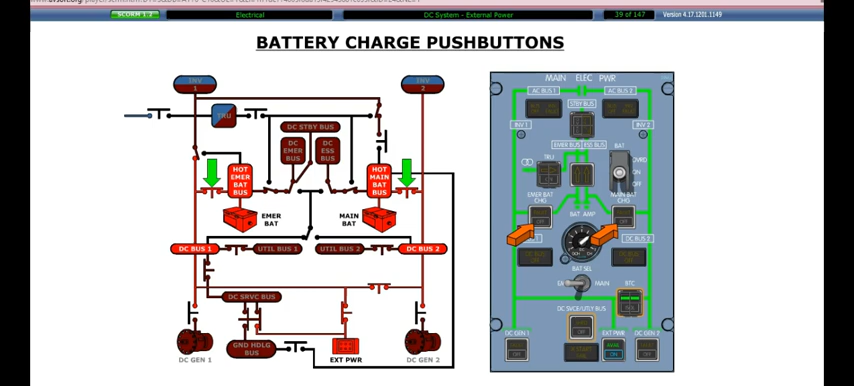 SCORM 1.2
Electrical
DC System - External Power
39 of 147
Version 4.17.1201.1149
BATTERY CHARGE PUSHBUTTONS
INV
1
INV
2
TRU
DC STBY BUS
DC
EMER
BUS
DC
ESS
BUS
HOT
EMER
BAT
BUS
HOT
MAIN
BAT
BUS
EMER
BAT
MAIN
BAT
DC BUS 1
UTIL BUS 1
UTIL BUS 2
DC BUS 2
DC SRVC BUS
GND HDLG
BUS
EXT PWR
DC GEN 1
DC GEN 2
MAIN ELEC PWR
AC BUS 1
AC BUS 2
STBY BUS
INV 1
INV 2
EMER BUS
ESS BUS
TRU
BAT
OVRD
ON
OFF
EMER BAT
CHG
MAIN BAT
CHG
OFF
OFF
BAT AMP
DC BUS 2
BAT SEL
MAIN
BTC
DC SVCE/UTLY BUS
OFF
DC GEN 1
EXT PWR
DC GEN 2
AVAIL
ON